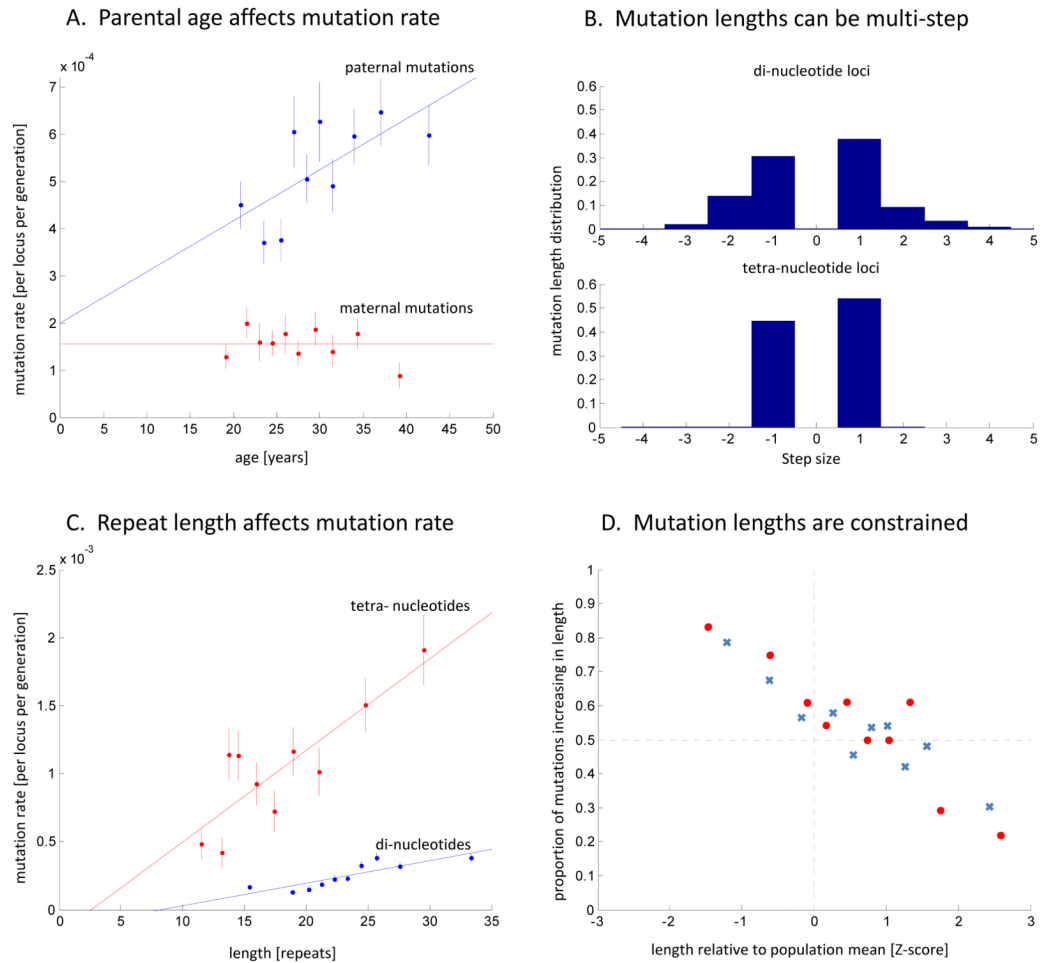 A. Parental age affects mutation rate
x 10⁻⁴
7
6
5
4
3
2
1
0
mutation rate [per locus per generation]
paternal mutations
maternal mutations
0 5 10 15 20 25 30 35 40 45 50
age [years]
B. Mutation lengths can be multi-step
di-nucleotide loci
0.6
0.5
0.4
0.3
0.2
0.1
0
-5 -4 -3 -2 -1 0 1 2 3 4 5
mutation length distribution
tetra-nucleotide loci
0.6
0.5
0.4
0.3
0.2
0.1
0
-5 -4 -3 -2 -1 0 1 2 3 4 5
Step size
C. Repeat length affects mutation rate
x 10⁻³
2.5
2
1.5
1
0.5
0
mutation rate [per locus per generation]
tetra- nucleotides
di-nucleotides
0 5 10 15 20 25 30 35
length [repeats]
D. Mutation lengths are constrained
1
0.9
0.8
0.7
0.6
0.5
0.4
0.3
0.2
0.1
0
proportion of mutations increasing in length
-3 -2 -1 0 1 2 3
length relative to population mean [Z-score]